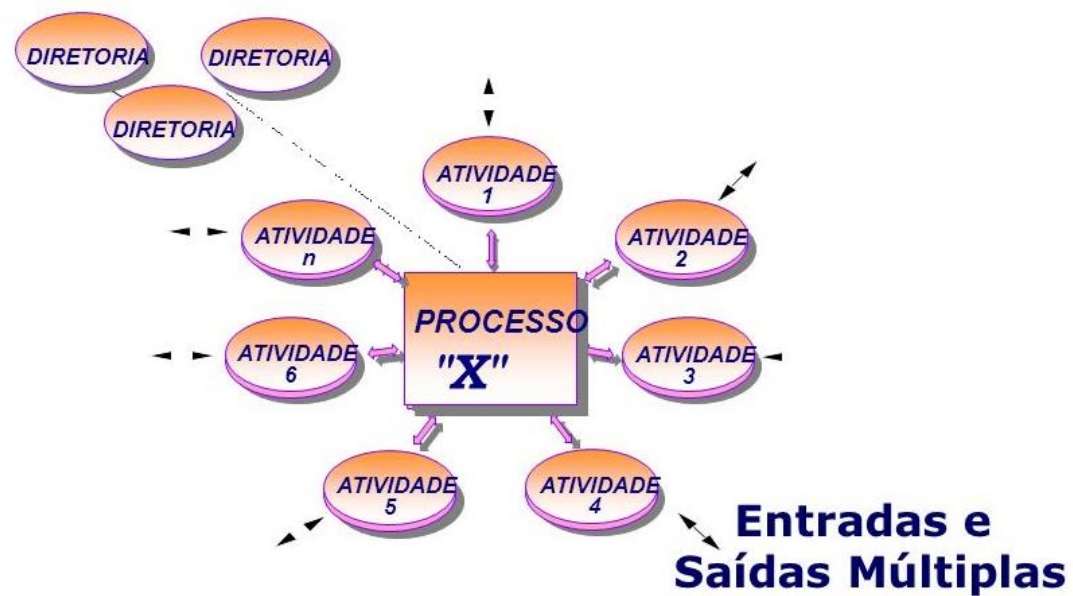 DIRETORIA
DIRETORIA
DIRETORIA
ATIVIDADE
1
ATIVIDADE
2
ATIVIDADE
3
ATIVIDADE
4
ATIVIDADE
5
ATIVIDADE
6
ATIVIDADE
n
PROCESSO
"X"
Entradas e
Saídas Múltiplas